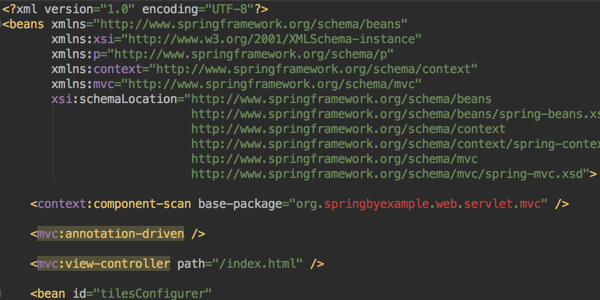 <?xml version="1.0" encoding="UTF-8"?>
<beans xmlns="http://www.springframework.org/schema/beans"
xmlns:xsi="http://www.w3.org/2001/XMLSchema-instance"
xmlns:p="http://www.springframework.org/schema/p"
xmlns:context="http://www.springframework.org/schema/context"
xmlns:mvc="http://www.springframework.org/schema/mvc"
xsi:schemaLocation="http://www.springframework.org/schema/beans
http://www.springframework.org/schema/beans/spring-beans.xs
http://www.springframework.org/schema/context
http://www.springframework.org/schema/context/spring-contex
http://www.springframework.org/schema/mvc
http://www.springframework.org/schema/mvc/spring-mvc.xsd">
<context:component-scan base-package="org.springbyexample.web.servlet.mvc" />
<mvc:annotation-driven />
<mvc:view-controller path="/index.html" />
<bean id="tilesConfigurer"